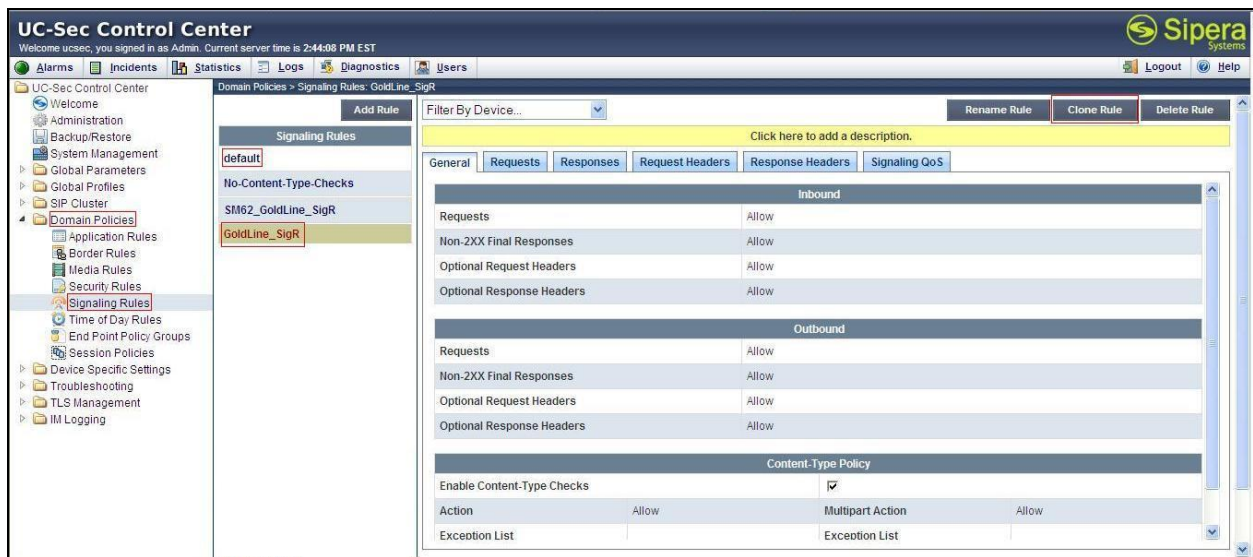 UC-Sec Control Center
Welcome ucsec, you signed in as Admin. Current server time is 2:44:08 PM EST
Sipera
Systems
Alarms Incidents Statistics Logs Diagnostics Users Logout Help
UC-Sec Control Center
Welcome
Administration
Backup/Restore
System Management
Global Parameters
Global Profiles
SIP Cluster
Domain Policies
Application Rules
Border Rules
Media Rules
Security Rules
Signaling Rules
Time of Day Rules
End Point Policy Groups
Session Policies
Device Specific Settings
Troubleshooting
TLS Management
IM Logging
Domain Policies > Signaling Rules: GoldLine_SigR
Add Rule
Signaling Rules
default
No-Content-Type-Checks
SM62_GoldLine_SigR
GoldLine_SigR
Filter By Device... Rename Rule Clone Rule Delete Rule
Click here to add a description.
General Requests Responses Request Headers Response Headers Signaling QoS
Inbound
Requests Allow
Non-2XX Final Responses Allow
Optional Request Headers Allow
Optional Response Headers Allow
Outbound
Requests Allow
Non-2XX Final Responses Allow
Optional Request Headers Allow
Optional Response Headers Allow
Content-Type Policy
Enable Content-Type Checks
Action Allow Multipart Action Allow
Exception List Exception List